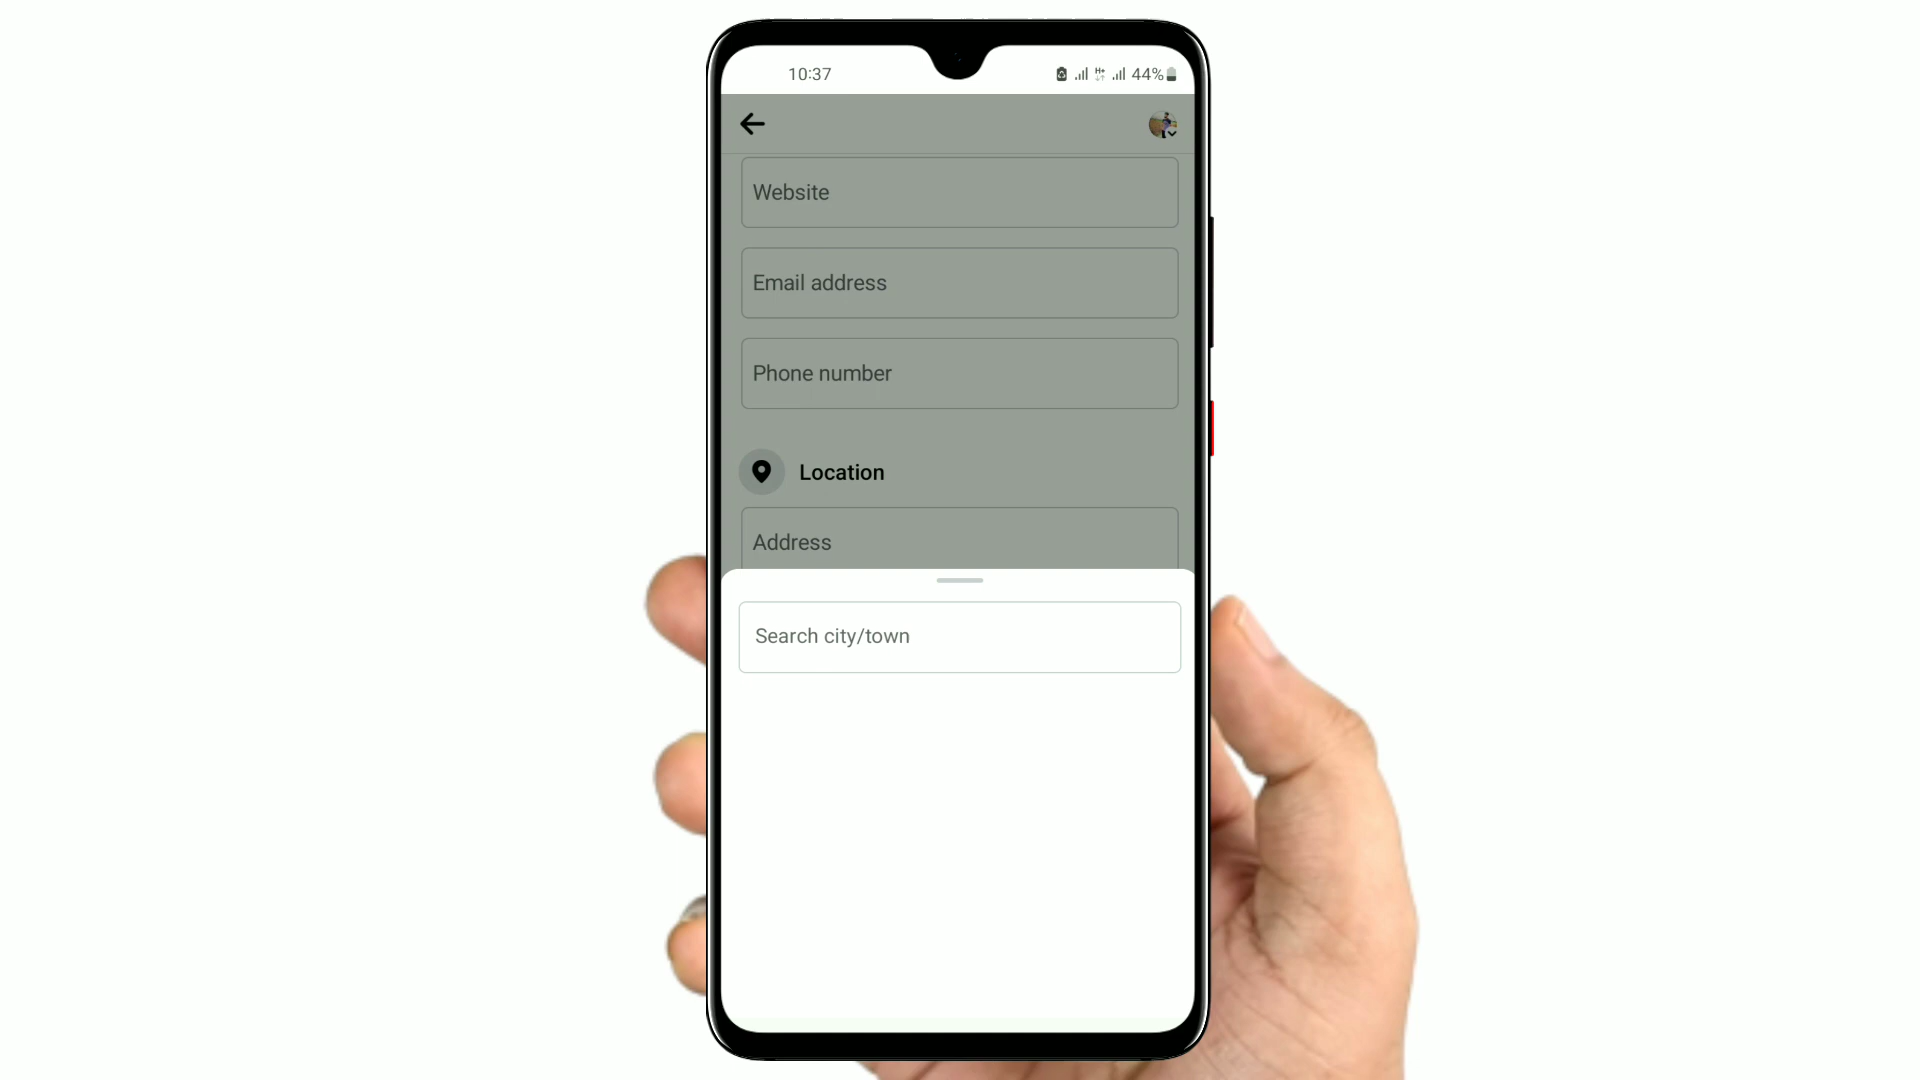 10:37
H+
44%
Website
Email address
Phone number
Location
Address
Search city/town